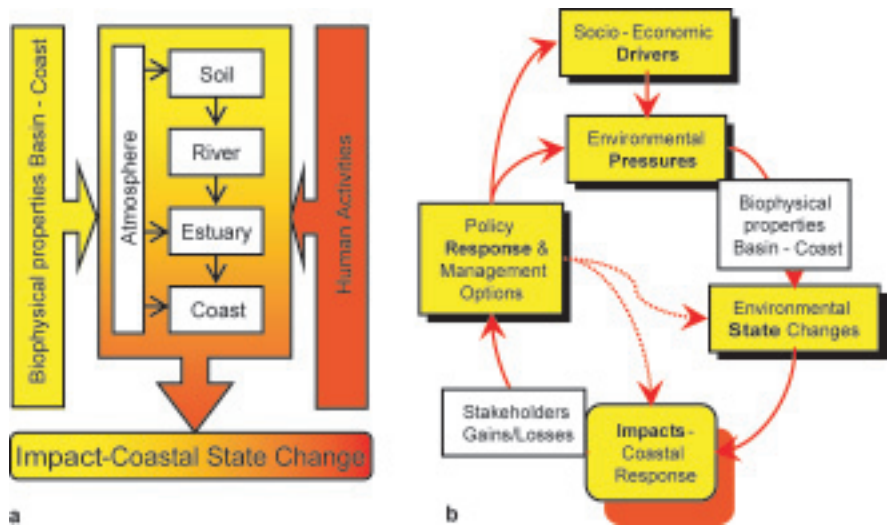 Biophysical properties Basin - Coast
Atmosphere
Soil
River
Estuary
Coast
Human Activities
Impact-Coastal State Change
a
Socio - Economic
Drivers
Environmental
Pressures
Biophysical
properties
Basin - Coast
Policy
Response &
Management
Options
Environmental
State Changes
Stakeholders
Gains/Losses
Impacts -
Coastal
Response
b